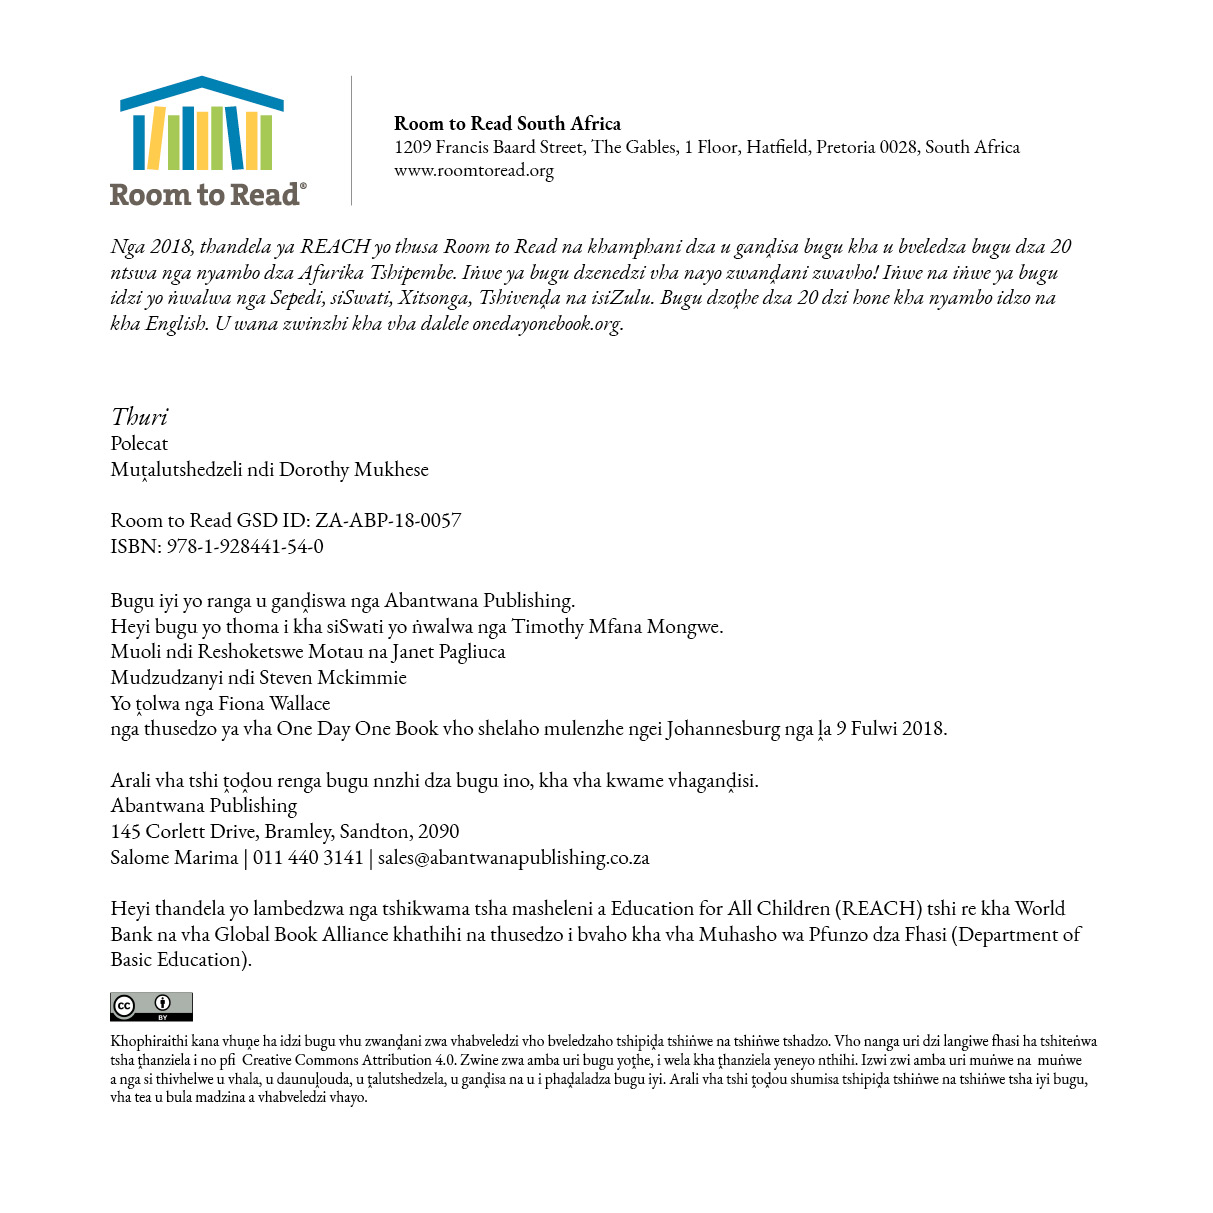 Room to Read®
Room to Read South Africa
1209 Francis Baard Street, The Gables, 1 Floor, Hatfield, Pretoria 0028, South Africa
www.roomtoread.org
Nga 2018, thandela ya REACH yo thusa Room to Read na khamphani dza u ganḓisa bugu kha u bveledza bugu dza 20
ntswa nga nyambo dza Afurika Tshipembe. Iṅwe ya bugu dzenedzi vha nayo zwanḓani zwavho! Iṅwe na iṅwe ya bugu
idzi yo ṅwalwa nga Sepedi, siSwati, Xitsonga, Tshivenḓa na isiZulu. Bugu dzoṱhe dza 20 dzi hone kha nyambo idzo na
kha English. U wana zwinzhi kha vha dalele onedayonebook.org.
Thuri
Polecat
Muṱalutshedzeli ndi Dorothy Mukhese
Room to Read GSD ID: ZA-ABP-18-0057
ISBN: 978-1-928441-54-0
Bugu iyi yo ranga u ganḓiswa nga Abantwana Publishing.
Heyi bugu yo thoma i kha siSwati yo ṅwalwa nga Timothy Mfana Mongwe.
Muoli ndi Reshoketswe Motau na Janet Pagliuca
Mudzudzanyi ndi Steven Mckimmie
Yo ṱolwa nga Fiona Wallace
nga thusedzo ya vha One Day One Book vho shelaho mulenzhe ngei Johannesburg nga ḽa 9 Fulwi 2018.
Arali vha tshi ṱoḓou renga bugu nnzhi dza bugu ino, kha vha kwame vhaganḓisi.
Abantwana Publishing
145 Corlett Drive, Bramley, Sandton, 2090
Salome Marima | 011 440 3141 | sales@abantwanapublishing.co.za
Heyi thandela yo lambedzwa nga tshikwama tsha masheleni a Education for All Children (REACH) tshi re kha World
Bank na vha Global Book Alliance khathihi na thusedzo i bvaho kha vha Muhasho wa Pfunzo dza Fhasi (Department of
Basic Education).
cc BY
Khophiraithi kana vhuṋe ha idzi bugu vhu zwanḓani zwa vhabveledzi vho bveledzaho tshipiḓa tshiṅwe na tshiṅwe tshadzo. Vho nanga uri dzi langiwe fhasi ha tshiteṅwa
tsha ṱhanziela i no pfi  Creative Commons Attribution 4.0. Zwine zwa amba uri bugu yoṱhe, i wela kha ṱhanziela yeneyo nthihi. Izwi zwi amba uri muṅwe na  muṅwe
a nga si thivhelwe u vhala, u daunuḽouda, u ṱalutshedzela, u ganḓisa na u i phaḓaladza bugu iyi. Arali vha tshi ṱoḓou shumisa tshipiḓa tshiṅwe na tshiṅwe tsha iyi bugu,
vha tea u bula madzina a vhabveledzi vhayo.